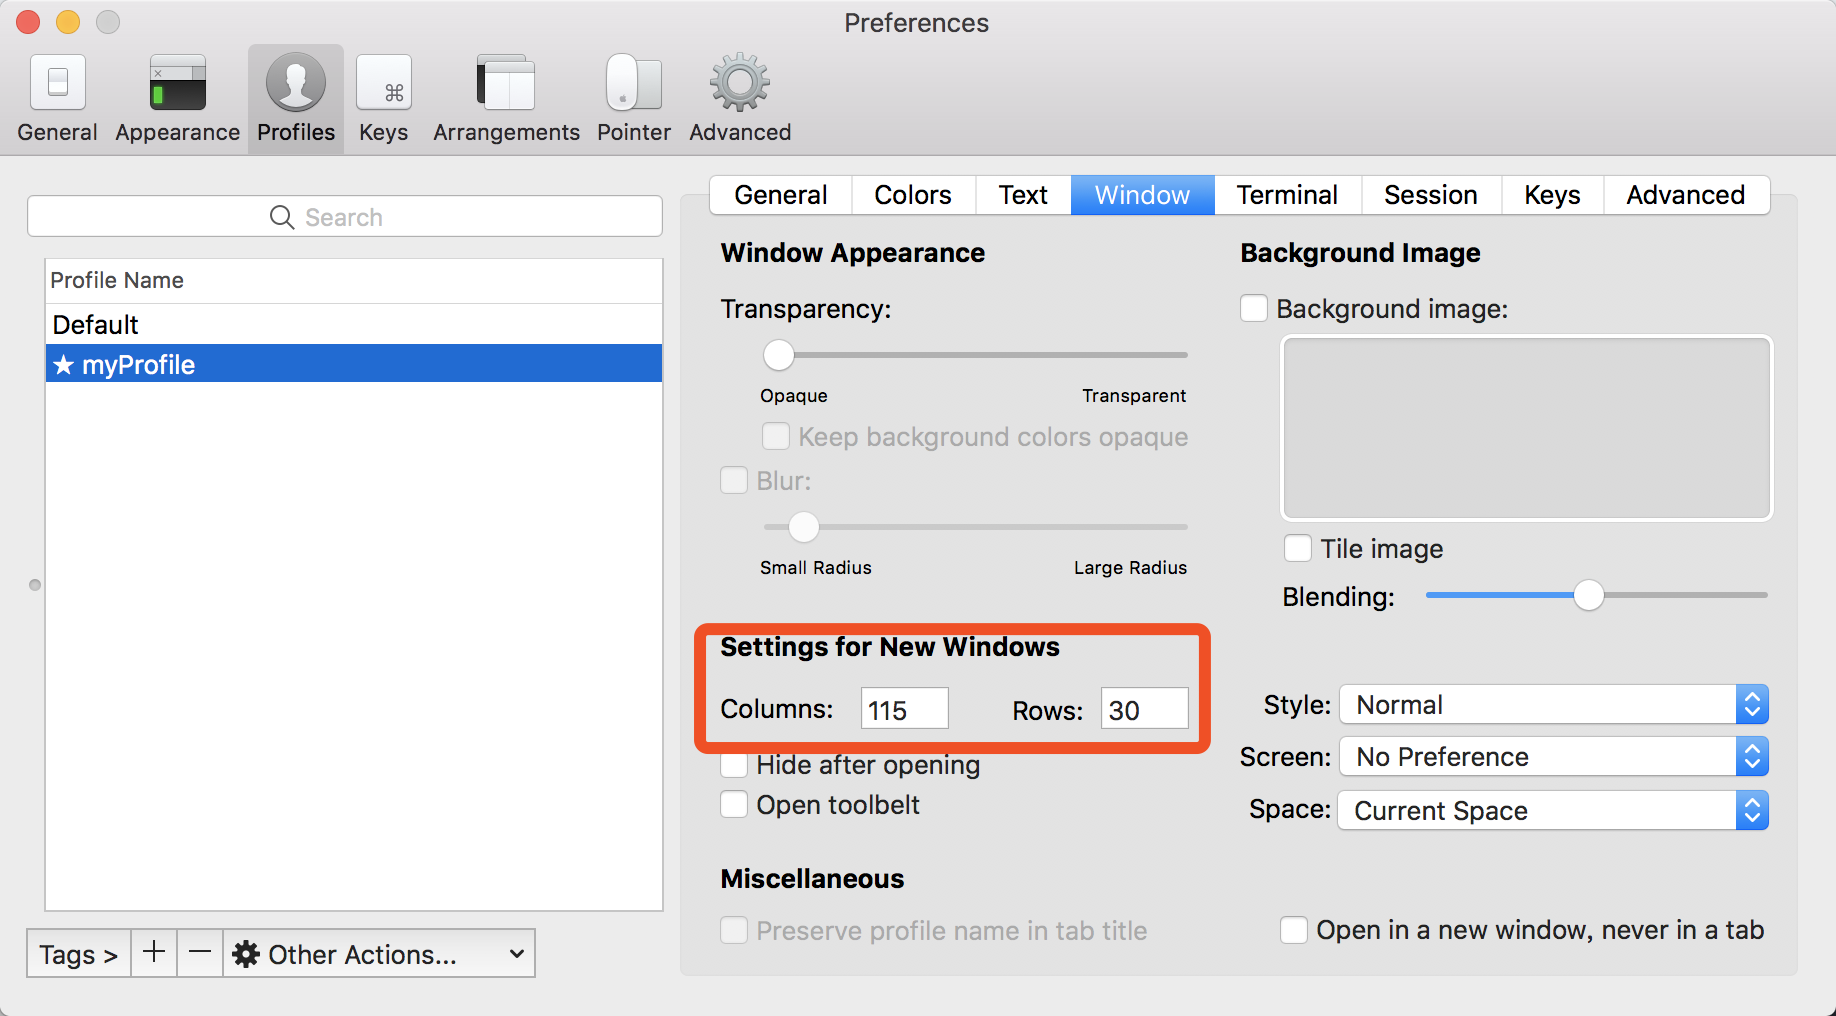 Preferences
General Appearance Profiles Keys Arrangements Pointer Advanced
Search
Profile Name
Default
★ myProfile
Tags > + − Other Actions...
General Colors Text Window Terminal Session Keys Advanced
Window Appearance
Transparency:
Opaque Transparent
Keep background colors opaque
Blur:
Small Radius Large Radius
Settings for New Windows
Columns: 115 Rows: 30
Hide after opening
Open toolbelt
Miscellaneous
Preserve profile name in tab title
Background Image
Background image:
Tile image
Blending:
Style: Normal
Screen: No Preference
Space: Current Space
Open in a new window, never in a tab